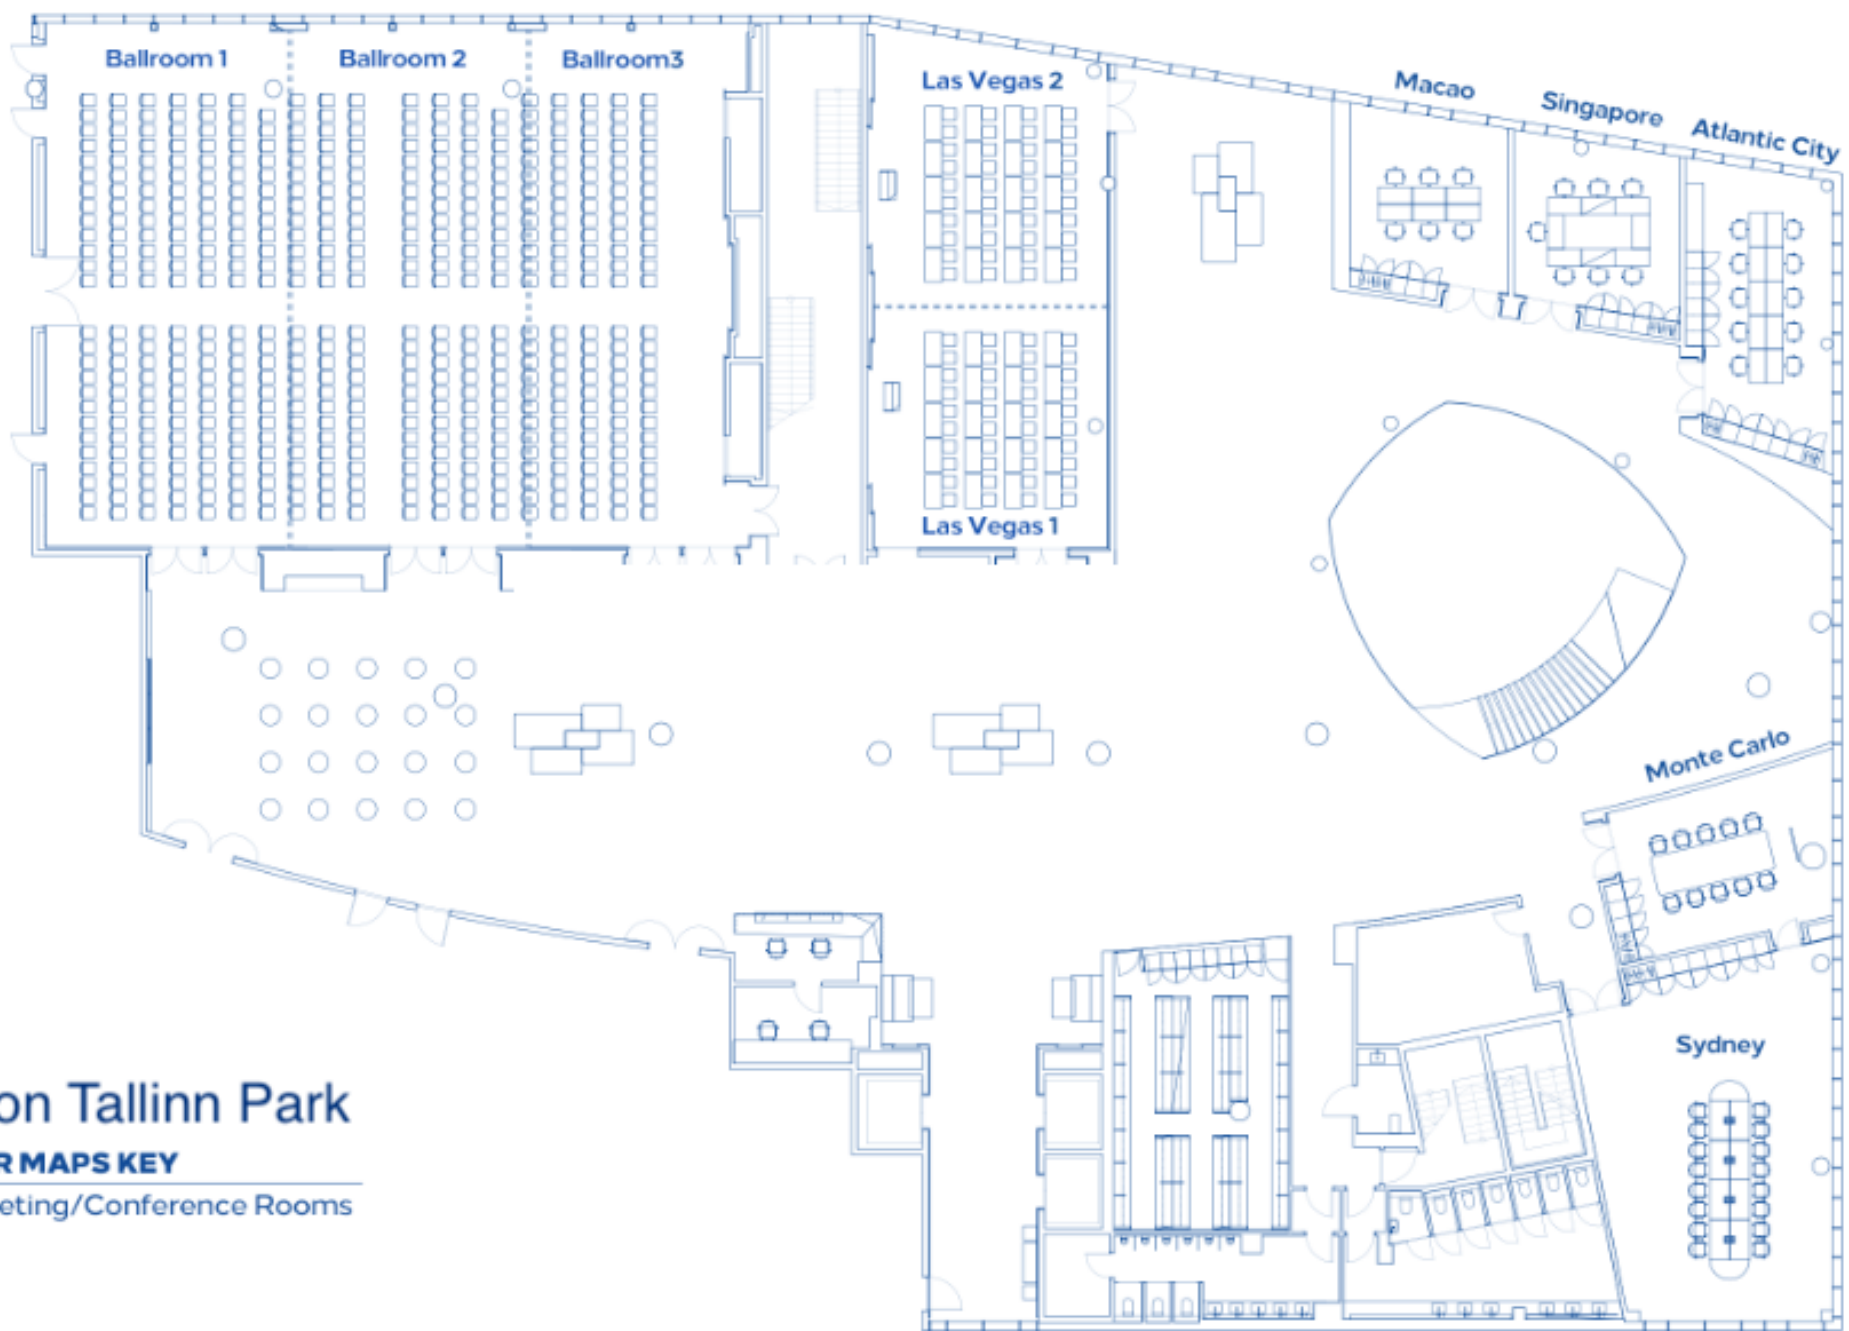 Ballroom 1
Ballroom 2
Ballroom3
Las Vegas 2
Macao
Singapore
Atlantic City
Las Vegas 1
Monte Carlo
Sydney
on Tallinn Park
R MAPS KEY
eting/Conference Rooms